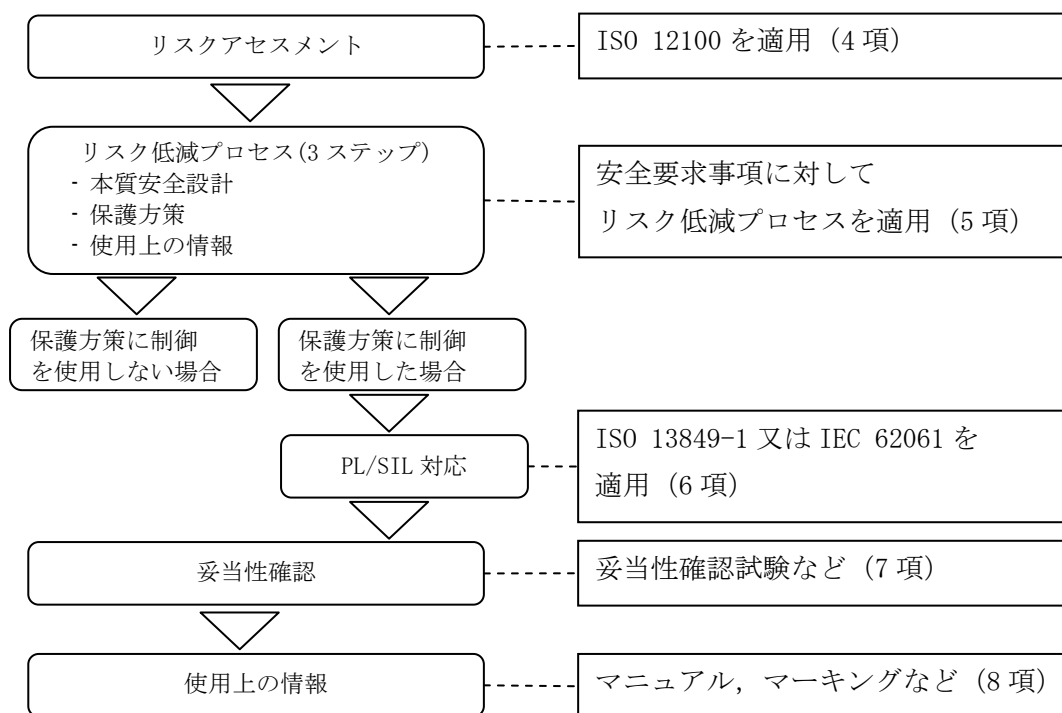 リスクアセスメント
ISO 12100 を適用（4 項）
リスク低減プロセス(3 ステップ)
- 本質安全設計
- 保護方策
- 使用上の情報
安全要求事項に対して
リスク低減プロセスを適用（5 項）
保護方策に制御
を使用しない場合
保護方策に制御
を使用した場合
PL/SIL 対応
ISO 13849-1 又は IEC 62061 を
適用（6 項）
妥当性確認
妥当性確認試験など（7 項）
使用上の情報
マニュアル，マーキングなど（8 項）